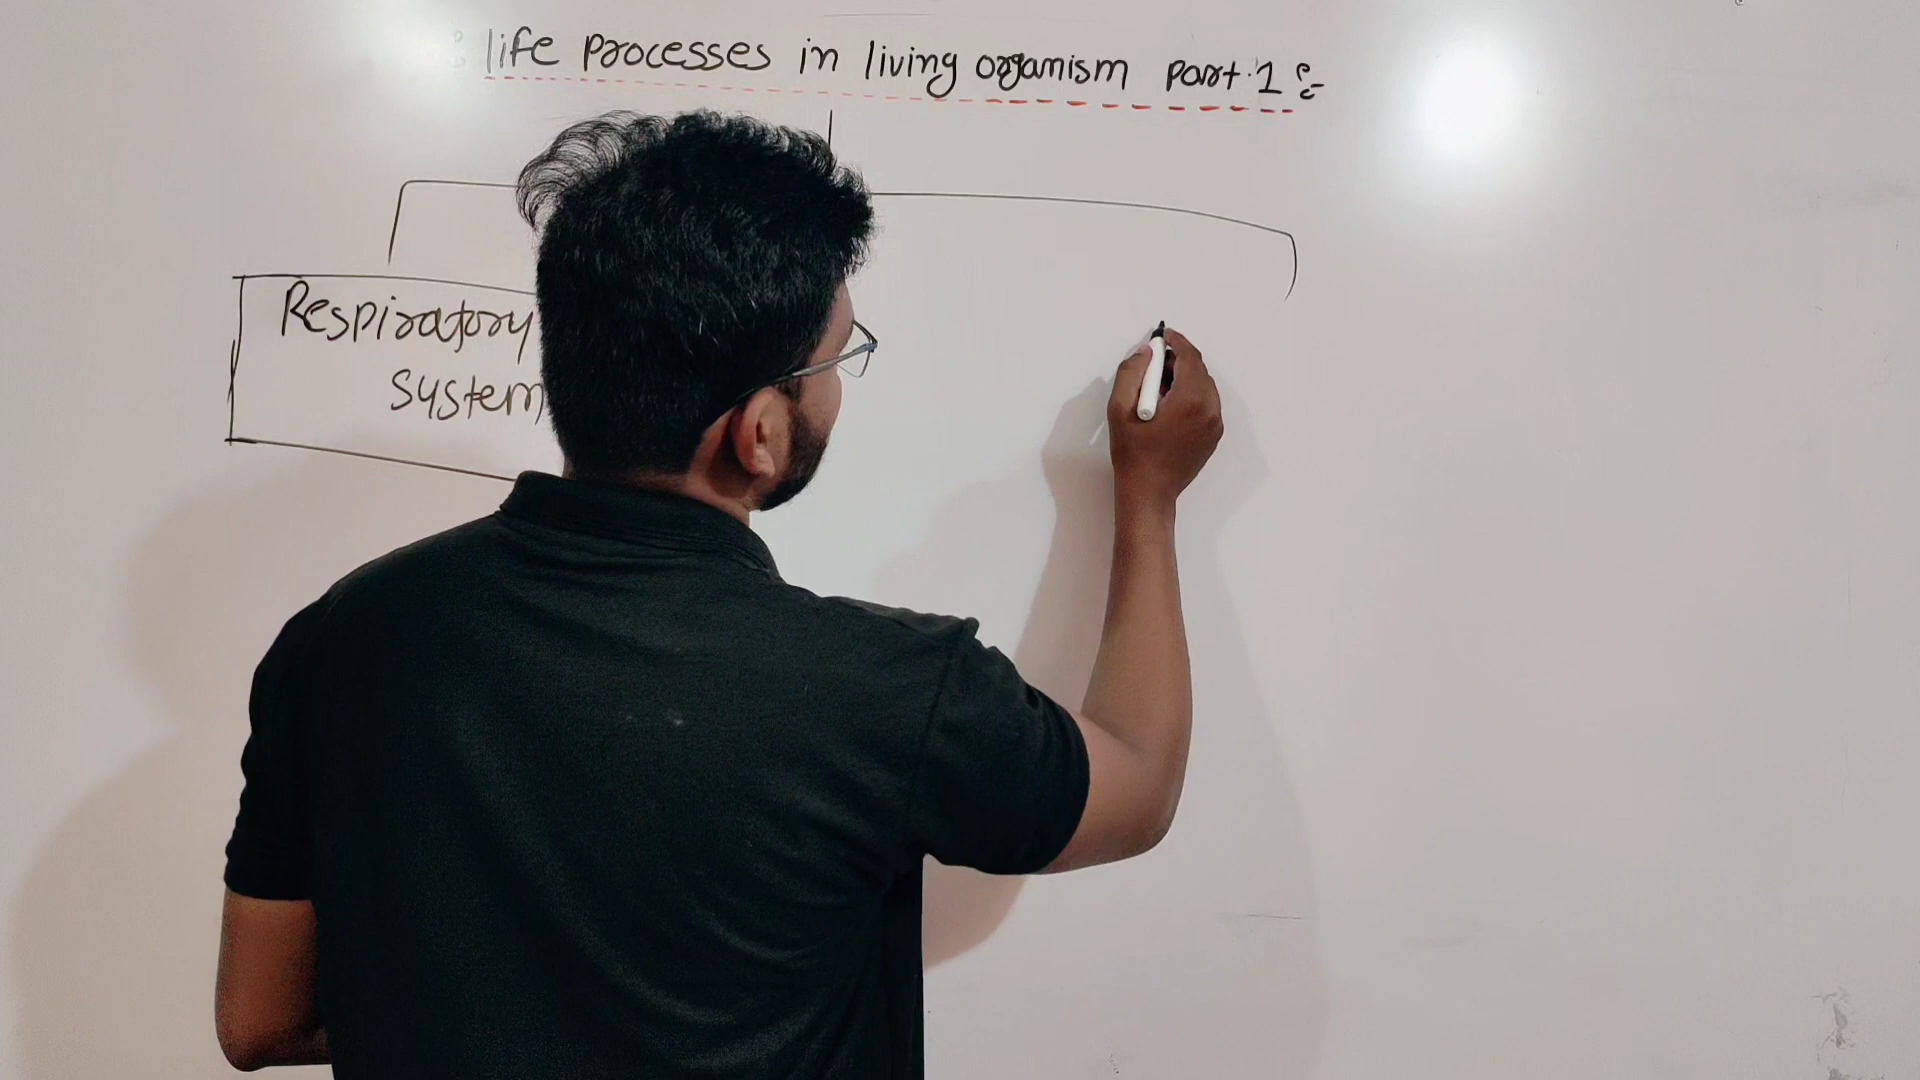 life processes in living organism part.1 :-
Respiratory
System